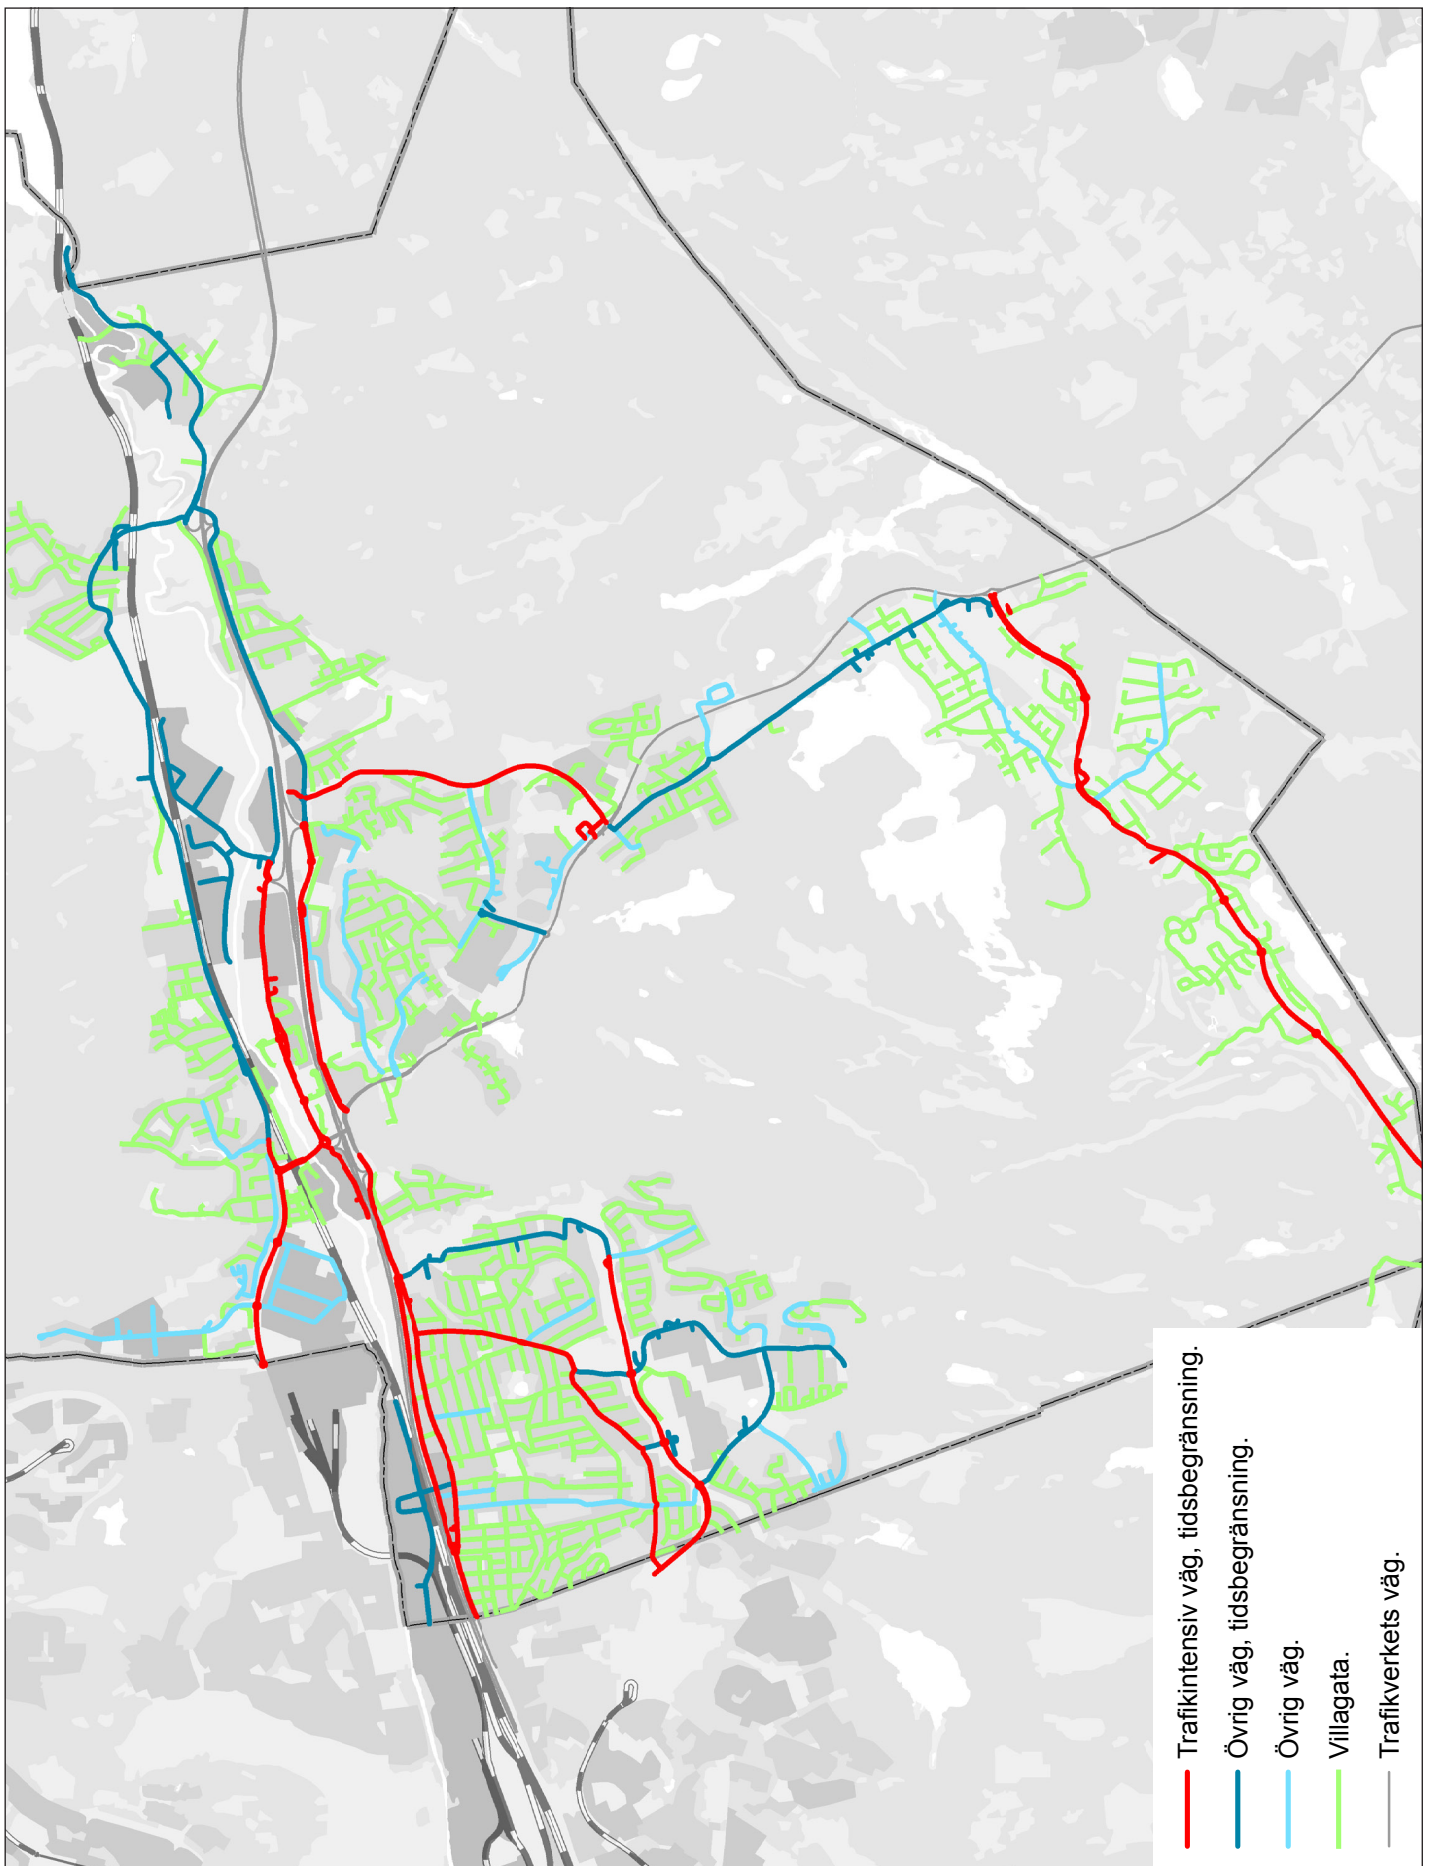 Trafikintensiv väg, tidsbegränsning.
Övrig väg, tidsbegränsning.
Övrig väg.
Villagata.
Trafikverkets väg.